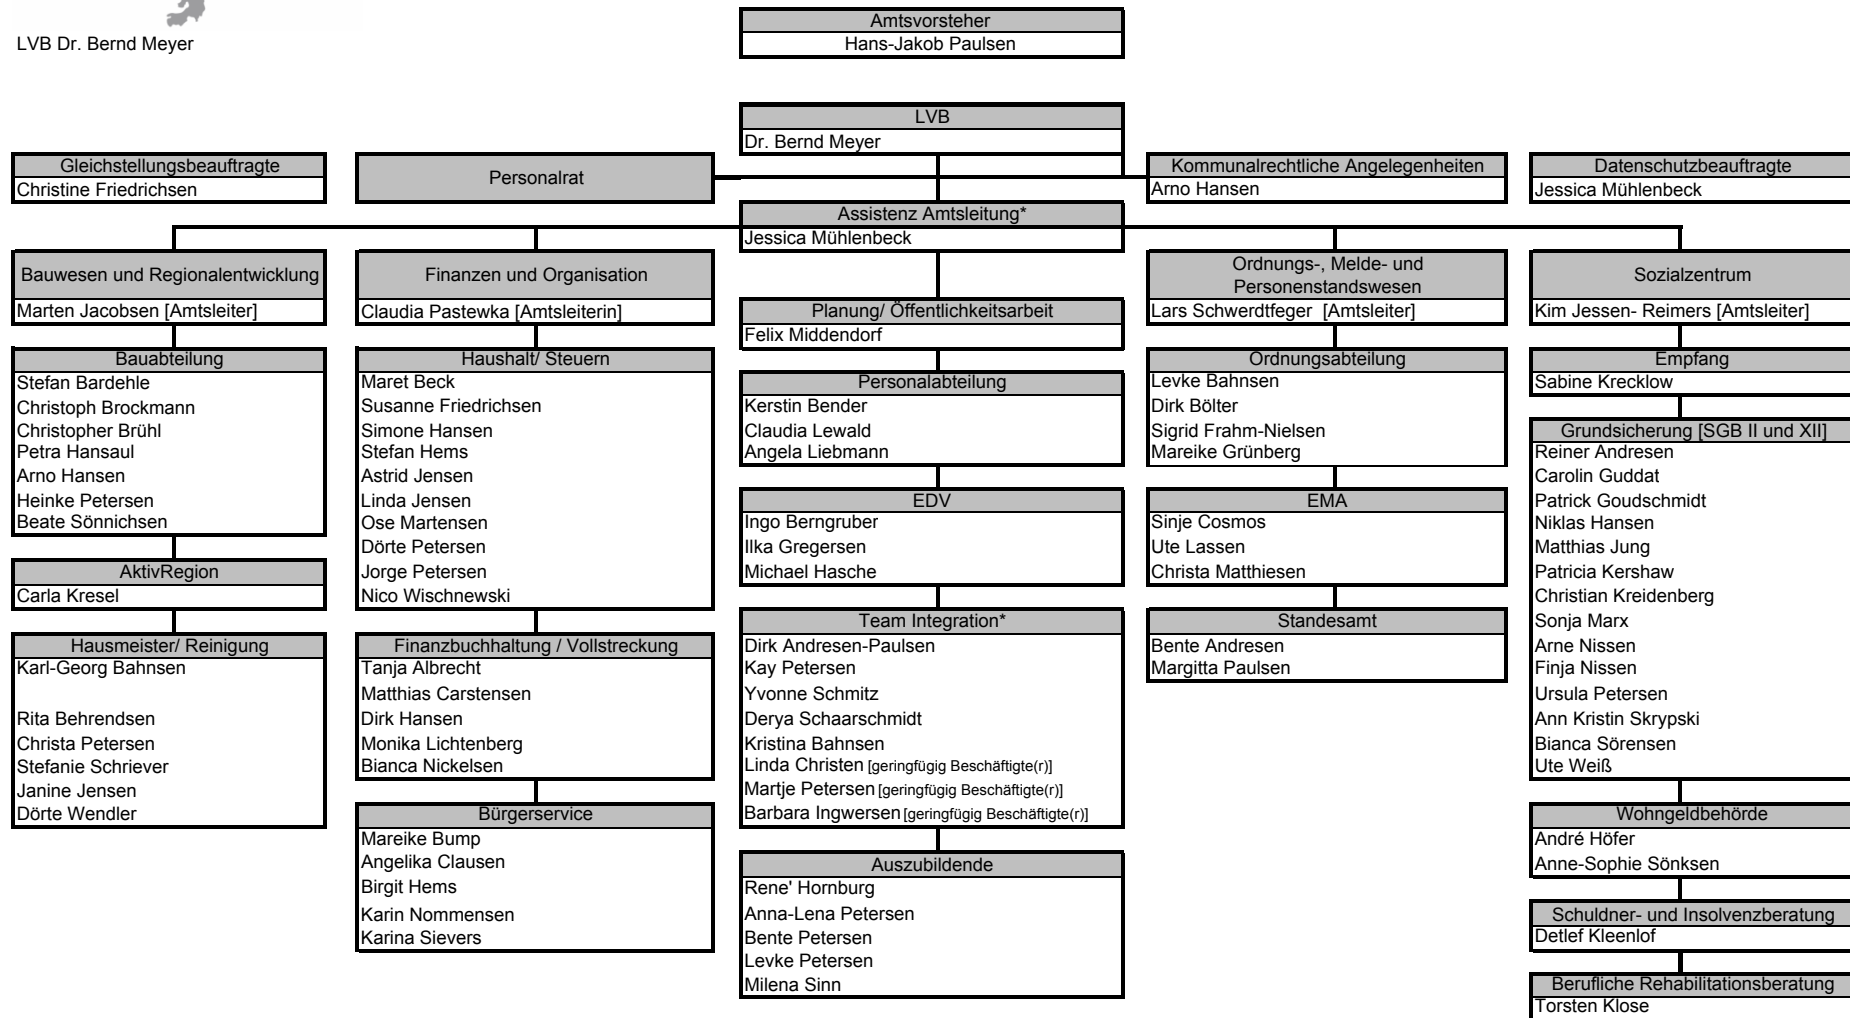 LVB Dr. Bernd Meyer
Amtsvorsteher
Hans-Jakob Paulsen
LVB
Dr. Bernd Meyer
Gleichstellungsbeauftragte
Christine Friedrichsen
Personalrat
Kommunalrechtliche Angelegenheiten
Arno Hansen
Datenschutzbeauftragte
Jessica Mühlenbeck
Assistenz Amtsleitung*
Jessica Mühlenbeck
Bauwesen und Regionalentwicklung
Marten Jacobsen [Amtsleiter]
Bauabteilung
Stefan Bardehle
Christoph Brockmann
Christopher Brühl
Petra Hansaul
Arno Hansen
Heinke Petersen
Beate Sönnichsen
AktivRegion
Carla Kresel
Hausmeister/ Reinigung
Karl-Georg Bahnsen
Rita Behrendsen
Christa Petersen
Stefanie Schriever
Janine Jensen
Dörte Wendler
Finanzen und Organisation
Claudia Pastewka [Amtsleiterin]
Haushalt/ Steuern
Maret Beck
Susanne Friedrichsen
Simone Hansen
Stefan Hems
Astrid Jensen
Linda Jensen
Ose Martensen
Dörte Petersen
Jorge Petersen
Nico Wischnewski
Finanzbuchhaltung / Vollstreckung
Tanja Albrecht
Matthias Carstensen
Dirk Hansen
Monika Lichtenberg
Bianca Nickelsen
Bürgerservice
Mareike Bump
Angelika Clausen
Birgit Hems
Karin Nommensen
Karina Sievers
Planung/ Öffentlichkeitsarbeit
Felix Middendorf
Personalabteilung
Kerstin Bender
Claudia Lewald
Angela Liebmann
EDV
Ingo Berngruber
Ilka Gregersen
Michael Hasche
Team Integration*
Dirk Andresen-Paulsen
Kay Petersen
Yvonne Schmitz
Derya Schaarschmidt
Kristina Bahnsen
Linda Christen [geringfügig Beschäftigte(r)]
Martje Petersen [geringfügig Beschäftigte(r)]
Barbara Ingwersen [geringfügig Beschäftigte(r)]
Auszubildende
Rene' Hornburg
Anna-Lena Petersen
Bente Petersen
Levke Petersen
Milena Sinn
Ordnungs-, Melde- und
Personenstandswesen
Lars Schwerdtfeger [Amtsleiter]
Ordnungsabteilung
Levke Bahnsen
Dirk Bölter
Sigrid Frahm-Nielsen
Mareike Grünberg
EMA
Sinje Cosmos
Ute Lassen
Christa Matthiesen
Standesamt
Bente Andresen
Margitta Paulsen
Sozialzentrum
Kim Jessen- Reimers [Amtsleiter]
Empfang
Sabine Krecklow
Grundsicherung [SGB II und XII]
Reiner Andresen
Carolin Guddat
Patrick Goudschmidt
Niklas Hansen
Matthias Jung
Patricia Kershaw
Christian Kreidenberg
Sonja Marx
Arne Nissen
Finja Nissen
Ursula Petersen
Ann Kristin Skrypski
Bianca Sörensen
Ute Weiß
Wohngeldbehörde
André Höfer
Anne-Sophie Sönksen
Schuldner- und Insolvenzberatung
Detlef Kleenlof
Berufliche Rehabilitationsberatung
Torsten Klose